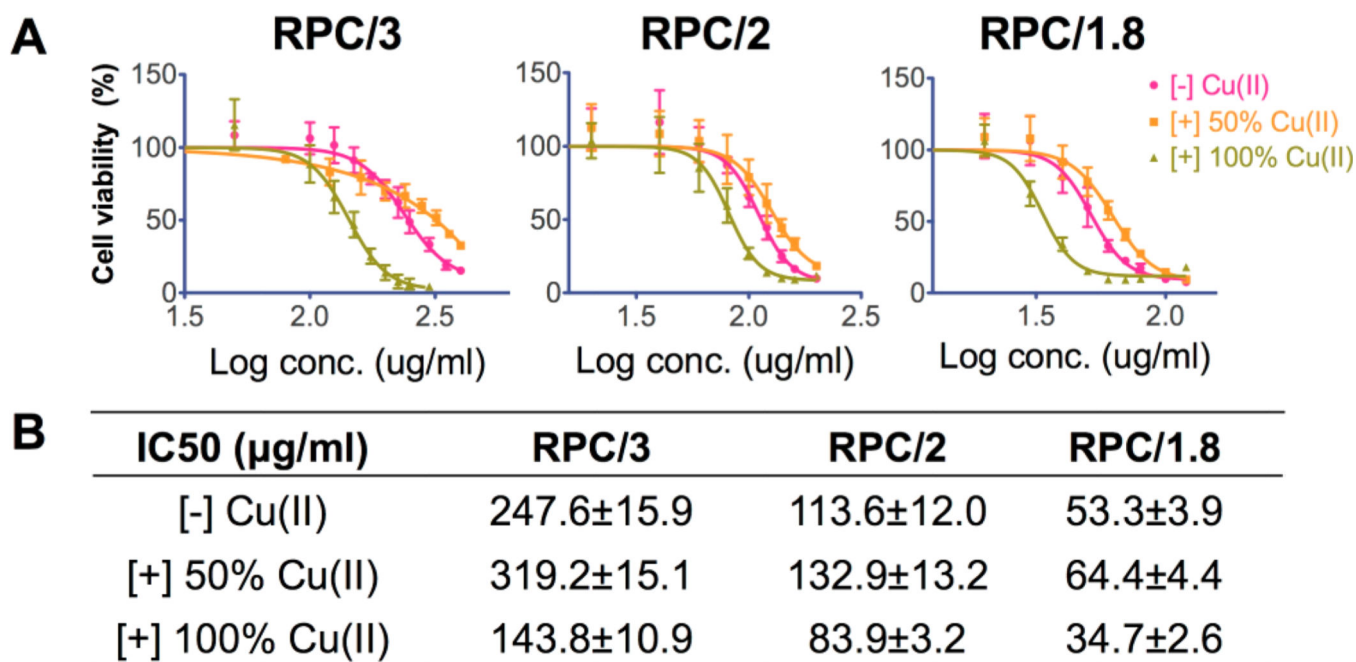 A
RPC/3 RPC/2 RPC/1.8
Cell viability (%)
150 100 50 0
1.5 2.0 2.5
Log conc. (ug/ml)
150 100 50 0
1.5 2.0 2.5
Log conc. (ug/ml)
150 100 50 0
1.5 2.0
Log conc. (ug/ml)
[-] Cu(II)
[+] 50% Cu(II)
[+] 100% Cu(II)
B
IC50 (µg/ml) RPC/3 RPC/2 RPC/1.8
[-] Cu(II) 247.6±15.9 113.6±12.0 53.3±3.9
[+] 50% Cu(II) 319.2±15.1 132.9±13.2 64.4±4.4
[+] 100% Cu(II) 143.8±10.9 83.9±3.2 34.7±2.6